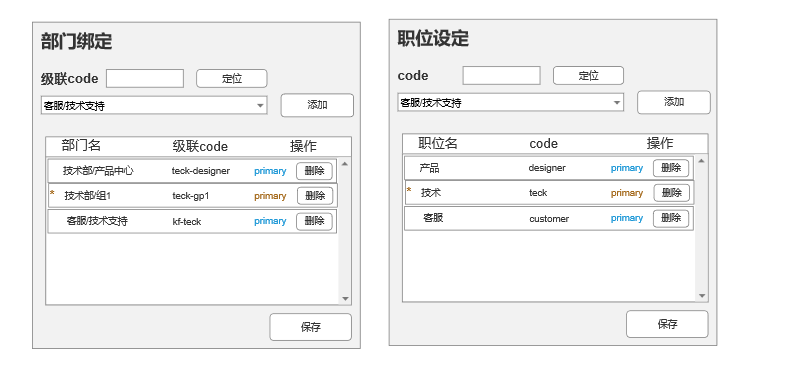 部门绑定
级联code 定位
客服/技术支持 添加
部门名 级联code 操作
技术部/产品中心 teck-designer primary 删除
* 技术部/组1 teck-gp1 primary 删除
客服/技术支持 kf-teck primary 删除
保存
职位设定
code 定位
客服/技术支持 添加
职位名 code 操作
产品 designer primary 删除
* 技术 teck primary 删除
客服 customer primary 删除
保存